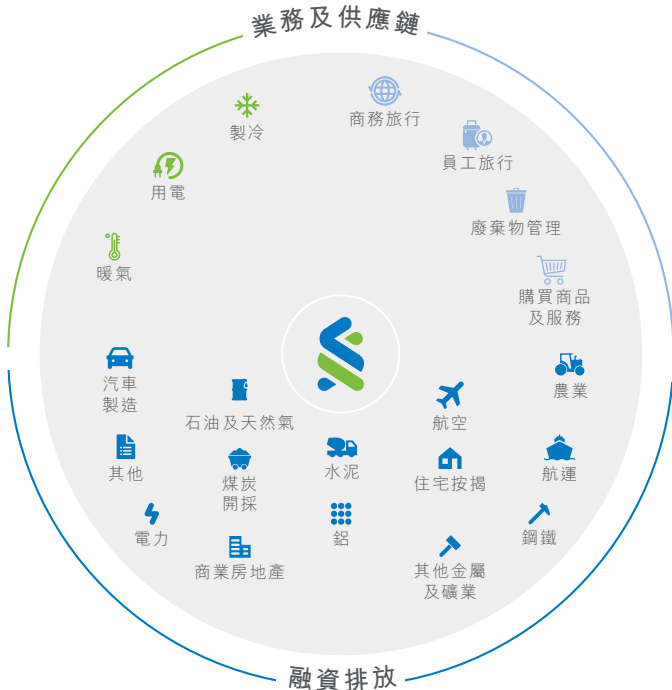 業務及供應鏈
製冷
商務旅行
員工旅行
用電
廢棄物管理
暖氣
購買商品
及服務
汽車
製造
石油及天然氣
航空
農業
其他
煤炭
開採
水泥
住宅按揭
航運
電力
商業房地產
鋁
其他金屬
及礦業
鋼鐵
融資排放